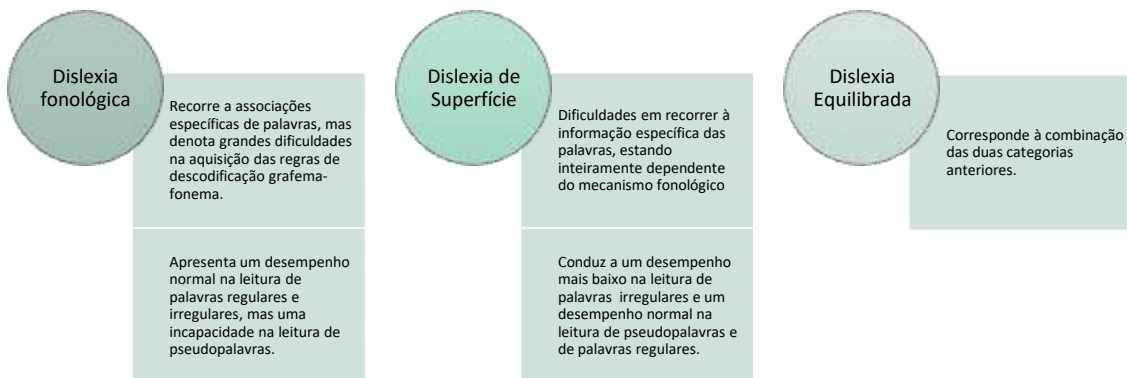 Dislexia
fonológica
Recorre a associações
específicas de palavras, mas
denota grandes dificuldades
na aquisição das regras de
descodificação grafema-
fonema.
Apresenta um desempenho
normal na leitura de
palavras regulares e
irregulares, mas uma
incapacidade na leitura de
pseudopalavras.
Dislexia de
Superfície
Dificuldades em recorrer à
informação específica das
palavras, estando
inteiramente dependente
do mecanismo fonológico
Conduz a um desempenho
mais baixo na leitura de
palavras irregulares e um
desempenho normal na
leitura de pseudopalavras e
de palavras regulares.
Dislexia
Equilibrada
Corresponde à combinação
das duas categorias
anteriores.